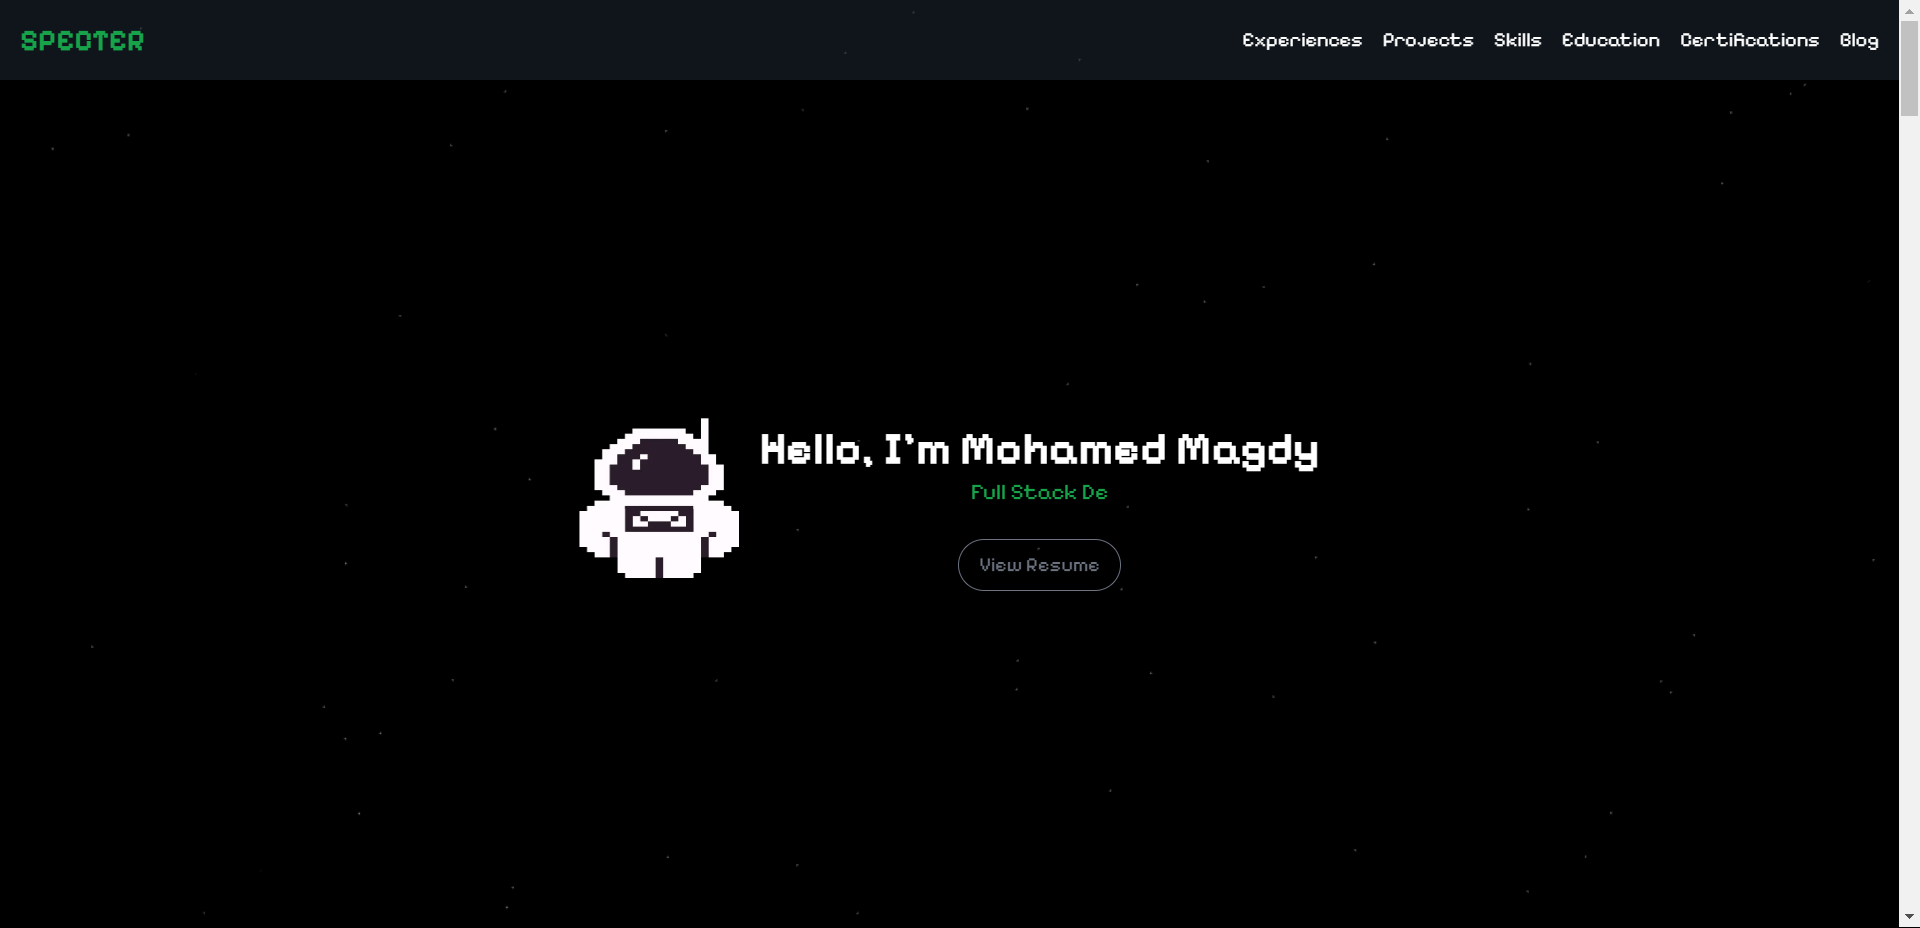 SPECTER
Experiences Projects Skills Education Certifications Blog
Hello, I'm Mohamed Magdy
Full Stack De
View Resume